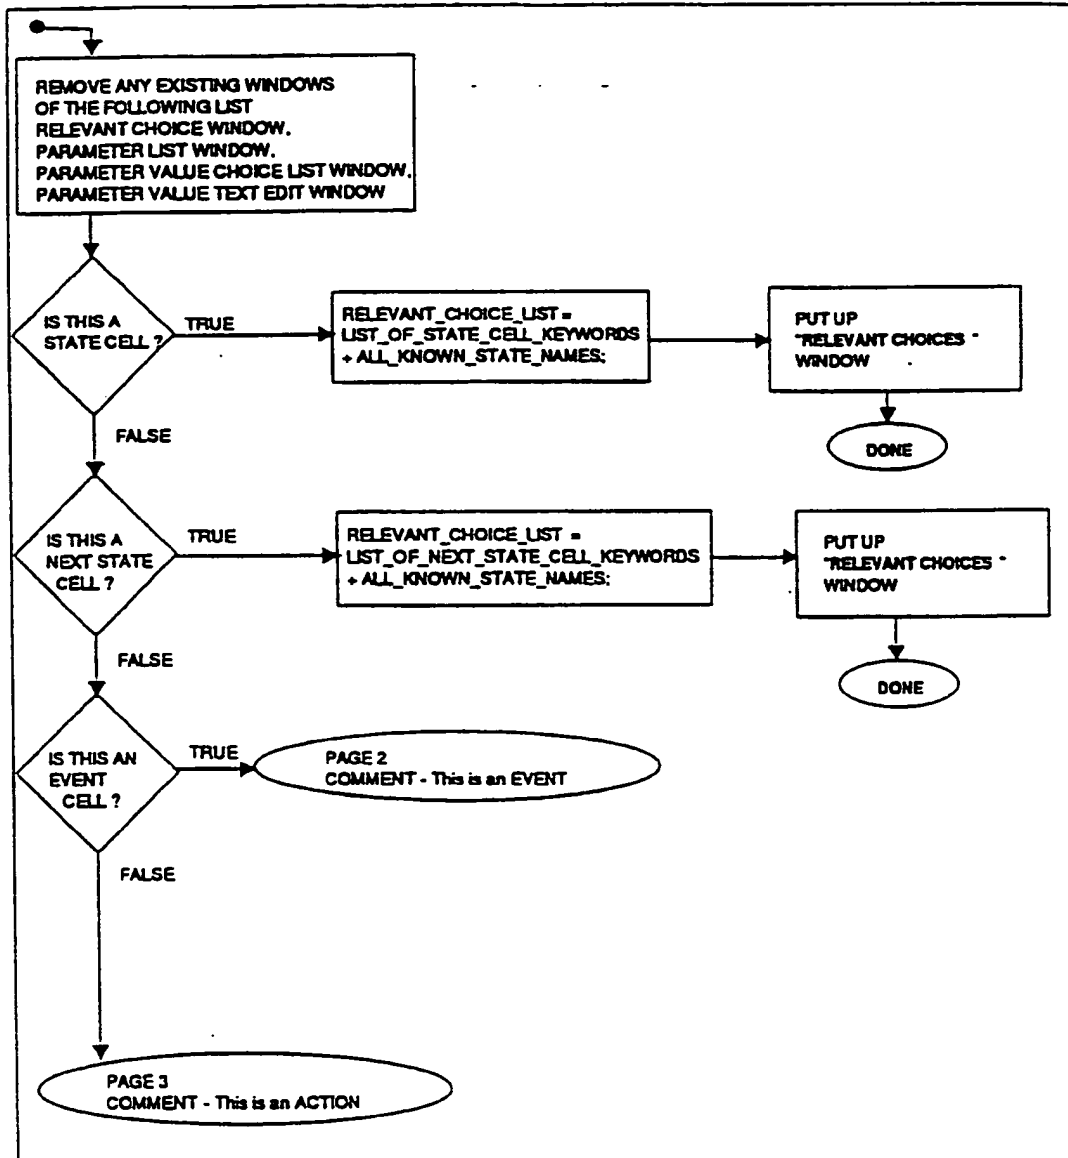 REMOVE ANY EXISTING WINDOWS
OF THE FOLLOWING LIST
RELEVANT CHOICE WINDOW,
PARAMETER LIST WINDOW,
PARAMETER VALUE CHOICE LIST WINDOW,
PARAMETER VALUE TEXT EDIT WINDOW
IS THIS A
STATE CELL ?
TRUE
RELEVANT_CHOICE_LIST =
LIST_OF_STATE_CELL_KEYWORDS
+ ALL_KNOWN_STATE_NAMES;
PUT UP
"RELEVANT CHOICES "
WINDOW
DONE
FALSE
IS THIS A
NEXT STATE
CELL ?
TRUE
RELEVANT_CHOICE_LIST =
LIST_OF_NEXT_STATE_CELL_KEYWORDS
+ ALL_KNOWN_STATE_NAMES;
PUT UP
"RELEVANT CHOICES "
WINDOW
DONE
FALSE
IS THIS AN
EVENT
CELL ?
TRUE
PAGE 2
COMMENT - This is an EVENT
FALSE
PAGE 3
COMMENT - This is an ACTION